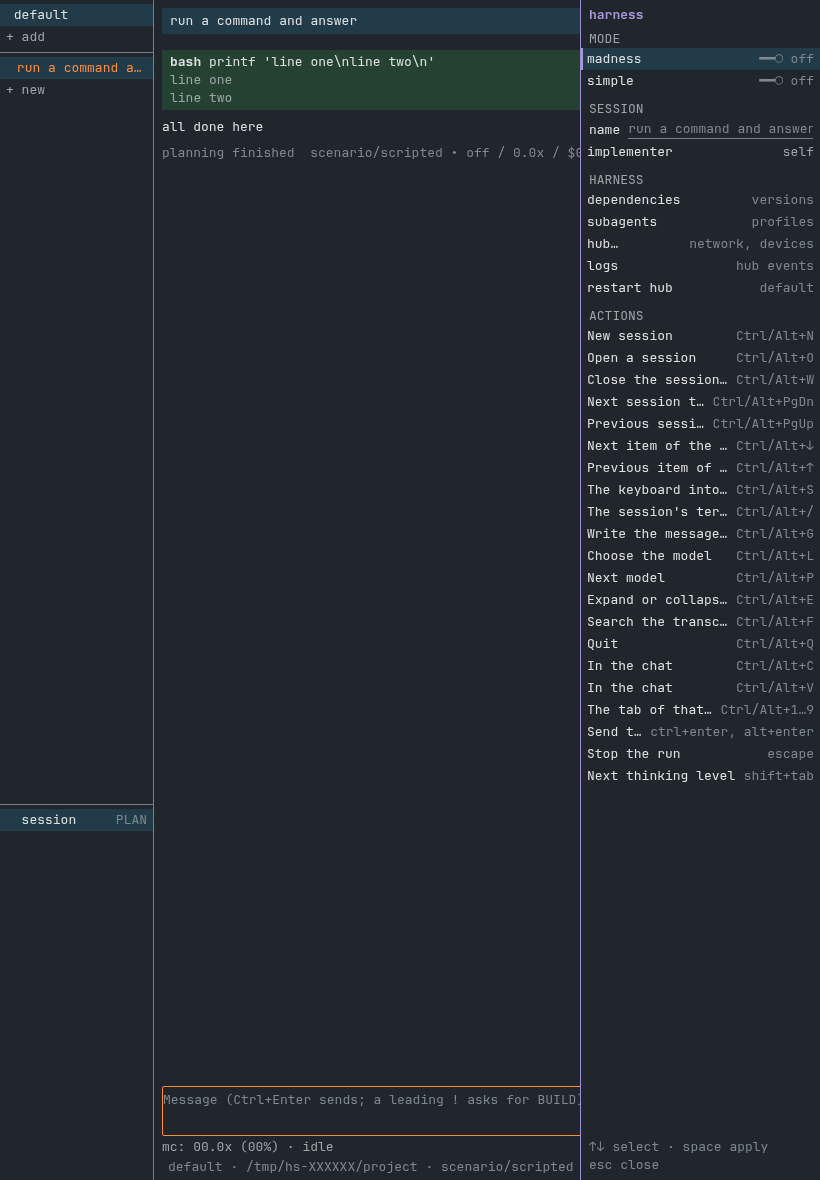 default
+ add
run a command a…
+ new
session PLAN
run a command and answer
bash printf 'line one\nline two\n'
line one
line two
all done here
planning finished scenario/scripted • off / 0.0x / $0
Message (Ctrl+Enter sends; a leading ! asks for BUILD)
mc: 00.0x (00%) · idle
default · /tmp/hs-XXXXXX/project · scenario/scripted
harness
MODE
madness off
simple off
SESSION
name run a command and answer
implementer self
HARNESS
dependencies versions
subagents profiles
hub… network, devices
logs hub events
restart hub default
ACTIONS
New session Ctrl/Alt+N
Open a session Ctrl/Alt+O
Close the session… Ctrl/Alt+W
Next session t… Ctrl/Alt+PgDn
Previous sessi… Ctrl/Alt+PgUp
Next item of the … Ctrl/Alt+↓
Previous item of … Ctrl/Alt+↑
The keyboard into… Ctrl/Alt+S
The session's ter… Ctrl/Alt+/
Write the message… Ctrl/Alt+G
Choose the model Ctrl/Alt+L
Next model Ctrl/Alt+P
Expand or collaps… Ctrl/Alt+E
Search the transc… Ctrl/Alt+F
Quit Ctrl/Alt+Q
In the chat Ctrl/Alt+C
In the chat Ctrl/Alt+V
The tab of that… Ctrl/Alt+1…9
Send t… ctrl+enter, alt+enter
Stop the run escape
Next thinking level shift+tab
↑↓ select · space apply
esc close